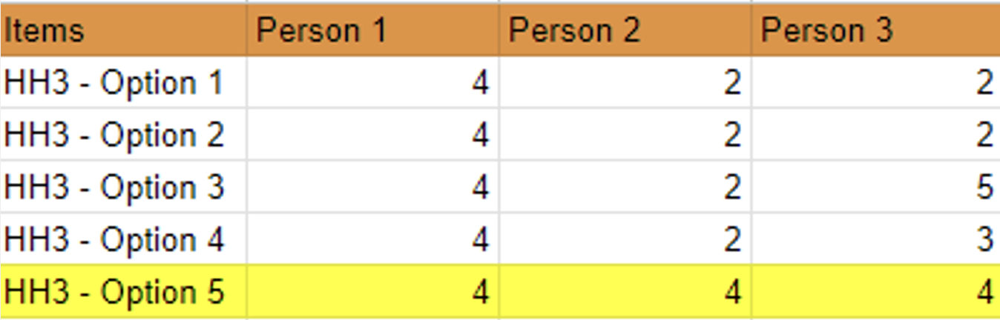 Items Person 1 Person 2 Person 3
HH3 - Option 1 4 2 2
HH3 - Option 2 4 2 2
HH3 - Option 3 4 2 5
HH3 - Option 4 4 2 3
HH3 - Option 5 4 4 4